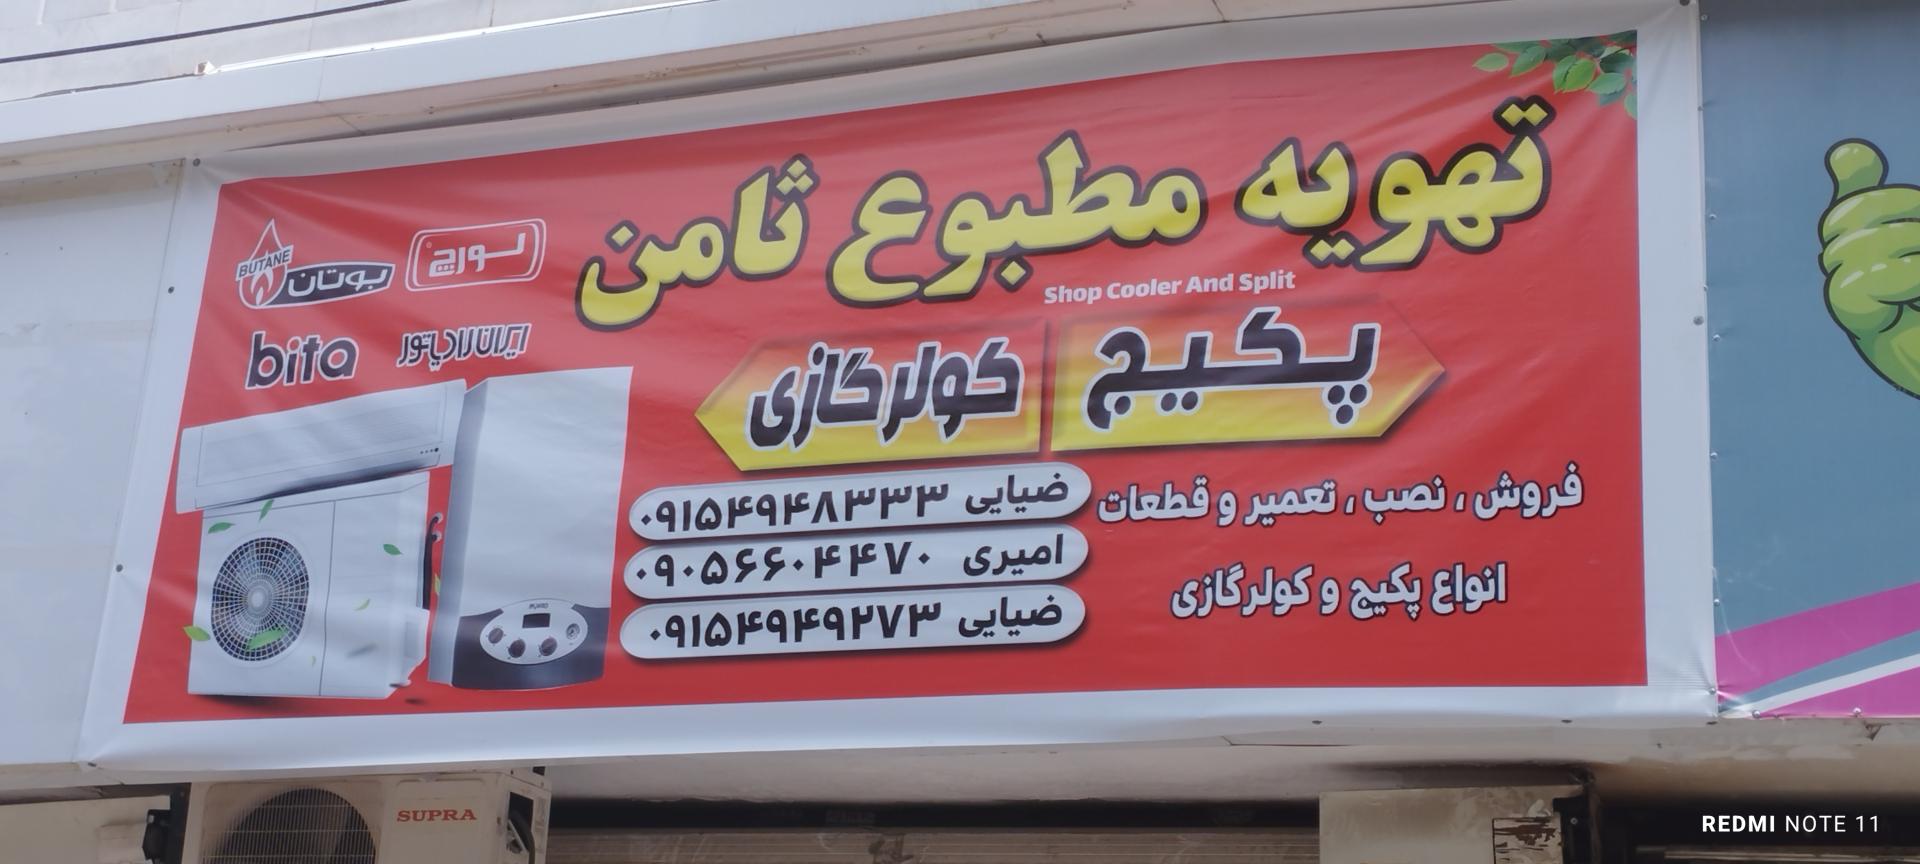 تهویه مطبوع ثامن
Shop Cooler And Split
پکیج
کولرگازی
BUTANE
بوتان
لورچ
bita
ایران رادیاتور
ضیایی ۰۹۱۵۴۹۴۸۳۳۳
امیری ۰۹۰۵۶۶۰۴۴۷۰
ضیایی ۰۹۱۵۴۹۴۹۲۷۳
فروش ، نصب ، تعمیر و قطعات
انواع پکیج و کولرگازی
SUPRA
REDMI NOTE 11